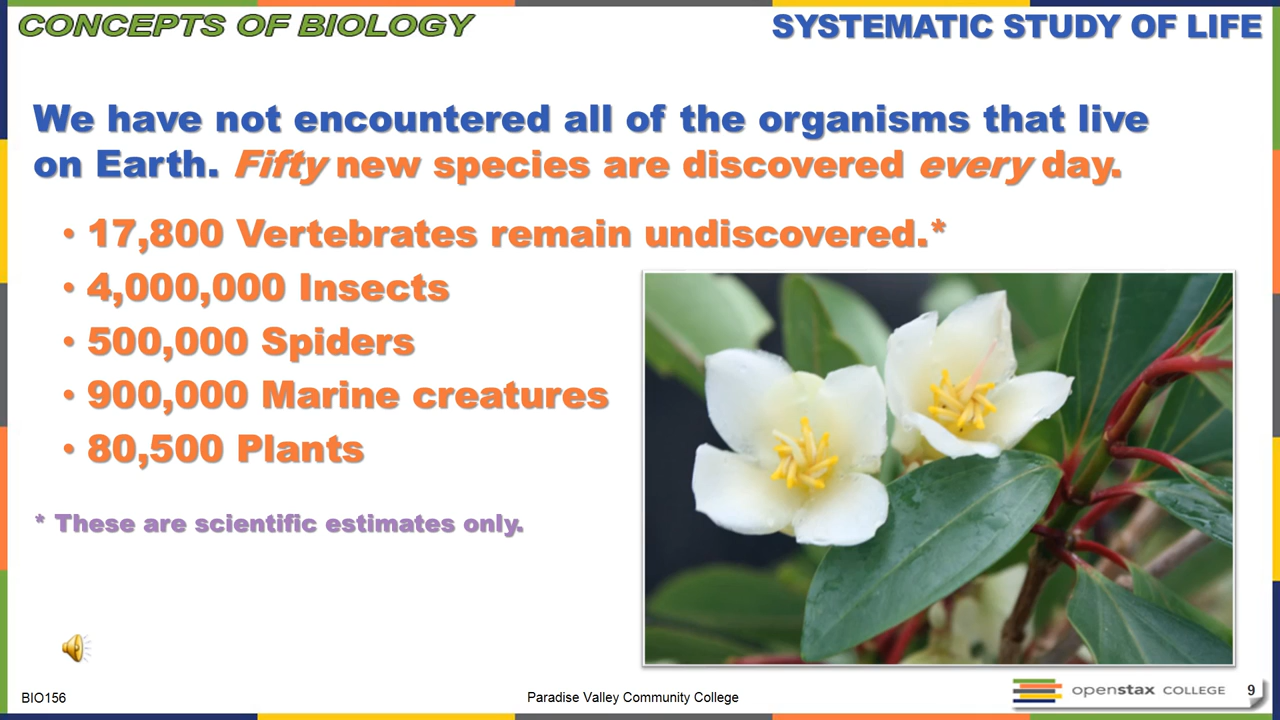 CONCEPTS OF BIOLOGY
SYSTEMATIC STUDY OF LIFE
We have not encountered all of the organisms that live
on Earth. Fifty new species are discovered every day.
• 17,800 Vertebrates remain undiscovered.*
• 4,000,000 Insects
• 500,000 Spiders
• 900,000 Marine creatures
• 80,500 Plants
* These are scientific estimates only.
BIO156
Paradise Valley Community College
openstax COLLEGE
9